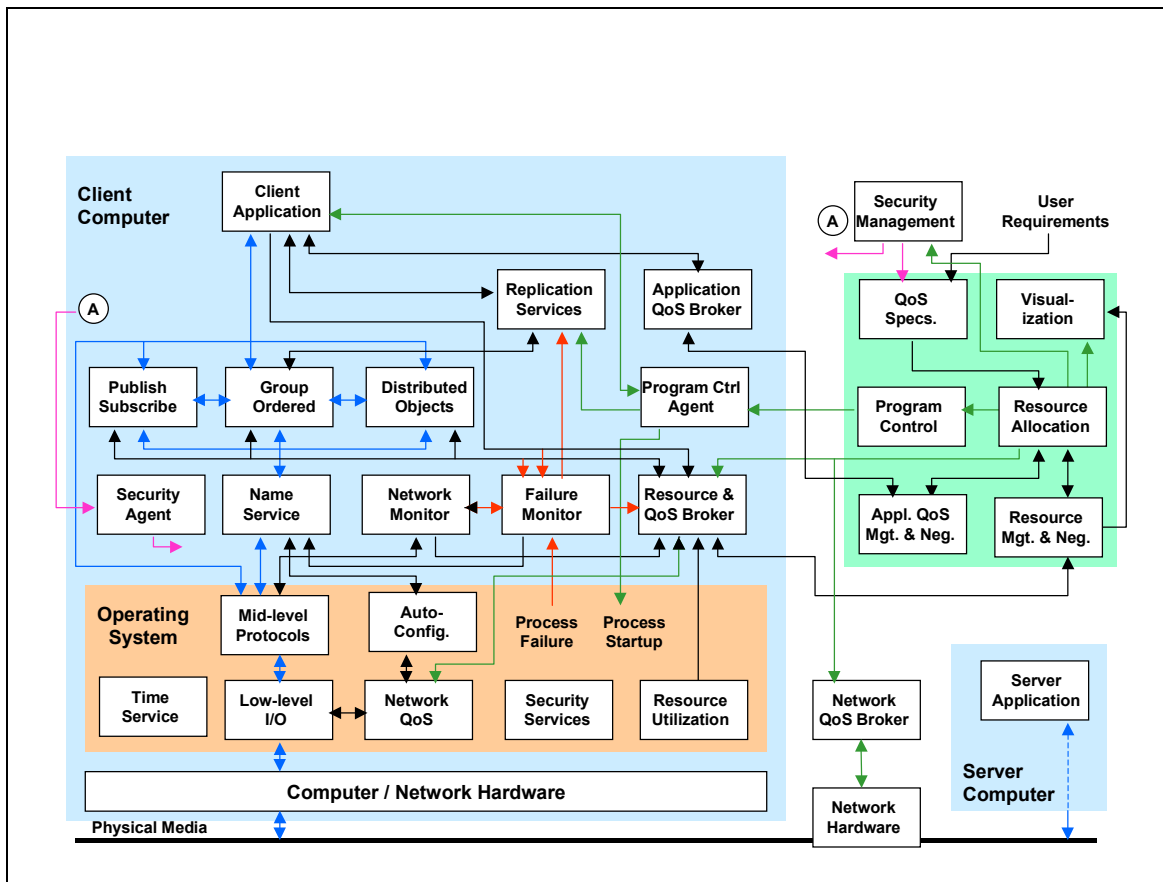 Client
Computer
Client
Application
A
Security
Management
User
Requirements
Replication
Services
Application
QoS Broker
QoS
Specs.
Visual-
ization
A
Publish
Subscribe
Group
Ordered
Distributed
Objects
Program Ctrl
Agent
Program
Control
Resource
Allocation
Security
Agent
Name
Service
Network
Monitor
Failure
Monitor
Resource &
QoS Broker
Appl. QoS
Mgt. & Neg.
Resource
Mgt. & Neg.
Operating
System
Mid-level
Protocols
Auto-
Config.
Process
Failure
Process
Startup
Time
Service
Low-level
I/O
Network
QoS
Security
Services
Resource
Utilization
Network
QoS Broker
Server
Application
Server
Computer
Computer / Network Hardware
Network
Hardware
Physical Media